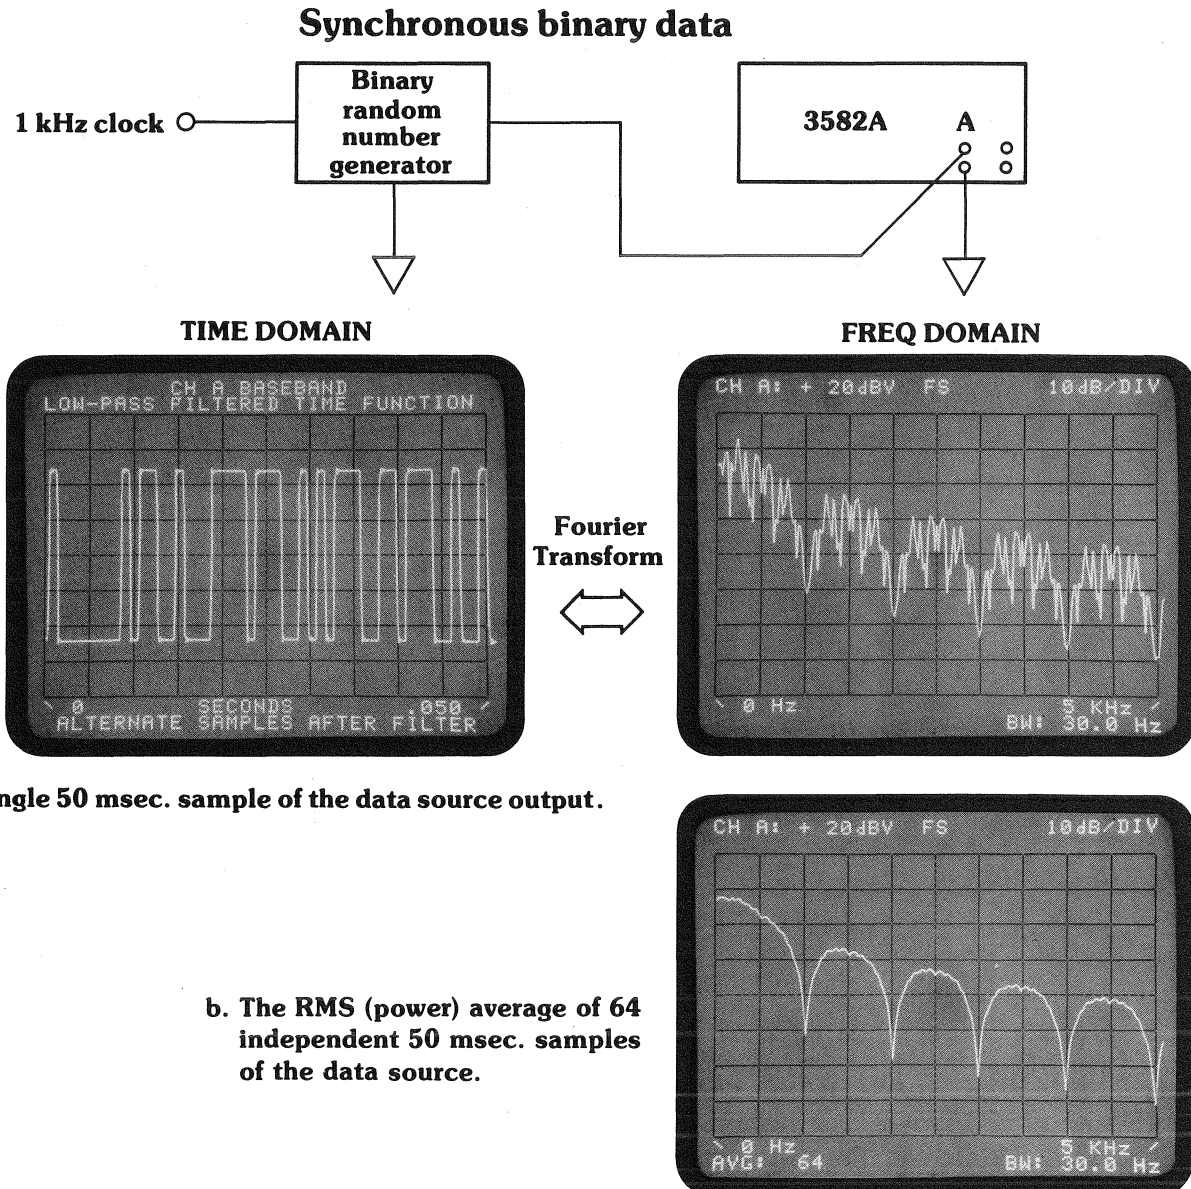 Synchronous binary data
1 kHz clock
Binary
random
number
generator
3582A
A
TIME DOMAIN
FREQ DOMAIN
CH A BASEBAND
LOW-PASS FILTERED TIME FUNCTION
0 SECONDS .050
ALTERNATE SAMPLES AFTER FILTER
Fourier
Transform
CH A: + 20dBV FS 10dB/DIV
0 Hz 5 KHz
BW: 30.0 Hz
ngle 50 msec. sample of the data source output.
b. The RMS (power) average of 64
independent 50 msec. samples
of the data source.
CH A: + 20dBV FS 10dB/DIV
0 Hz 5 KHz
AVG: 64 BW: 30.0 Hz